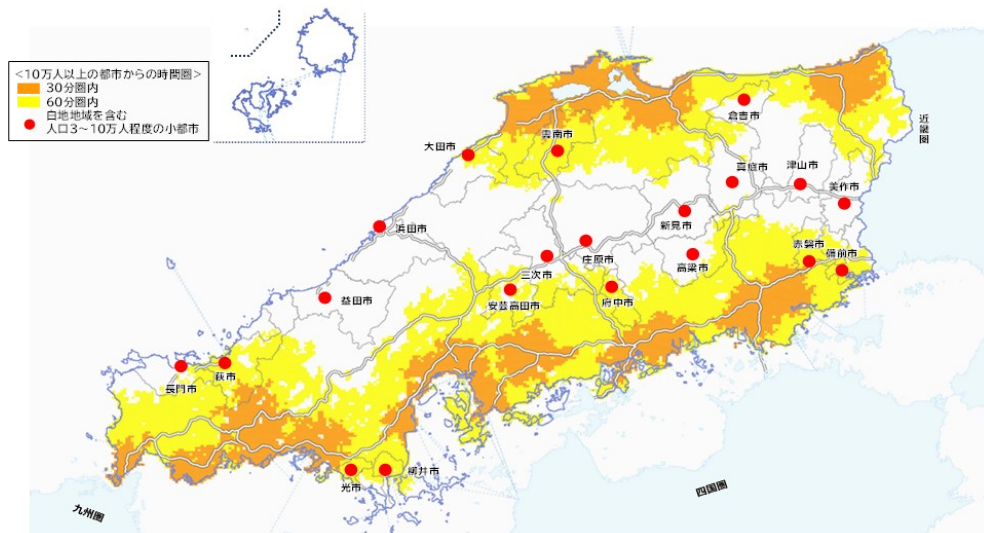 <10万人以上の都市からの時間圏>
30分圏内
60分圏内
白地地域を含む
人口3～10万人程度の小都市
倉吉市
近畿圏
雲南市
大田市
真庭市
津山市
美作市
新見市
浜田市
赤磐市
備前市
庄原市
高梁市
三次市
益田市
安芸高田市
府中市
萩市
長門市
柳井市
光市
四国圏
九州圏